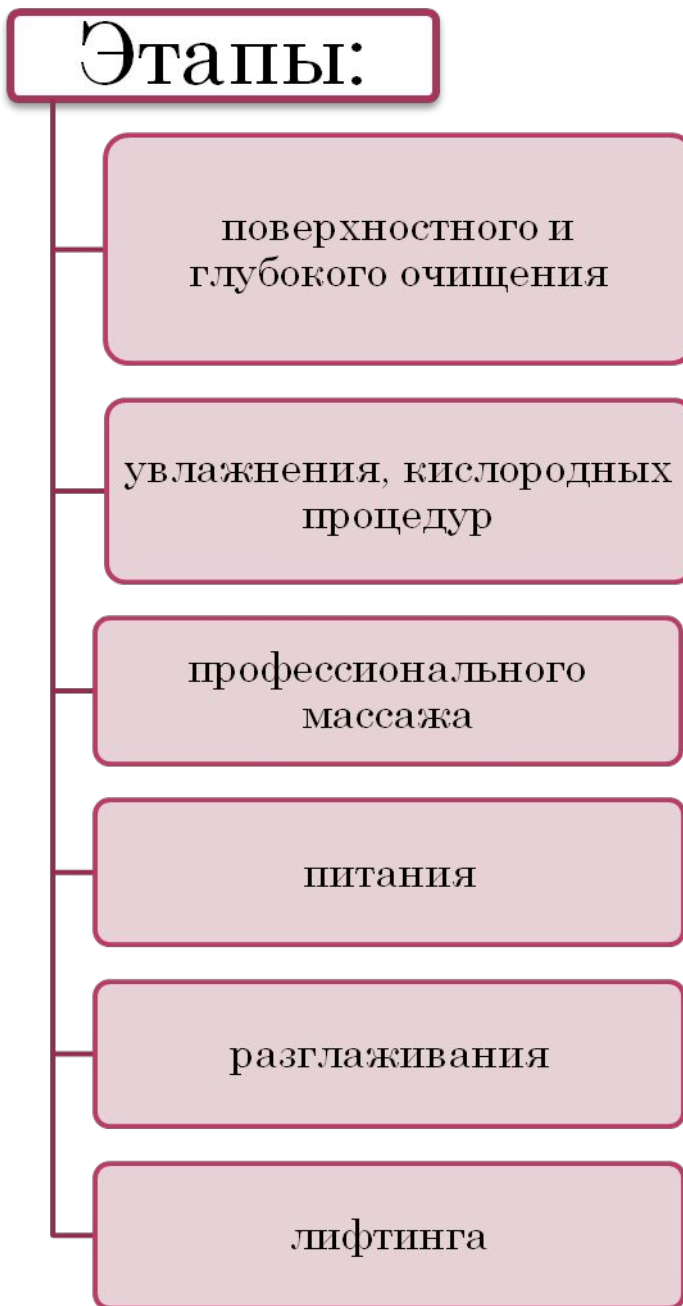 Этапы:
поверхностного и
глубокого очищения
увлажнения, кислородных
процедур
профессионального
массажа
питания
разглаживания
лифтинга